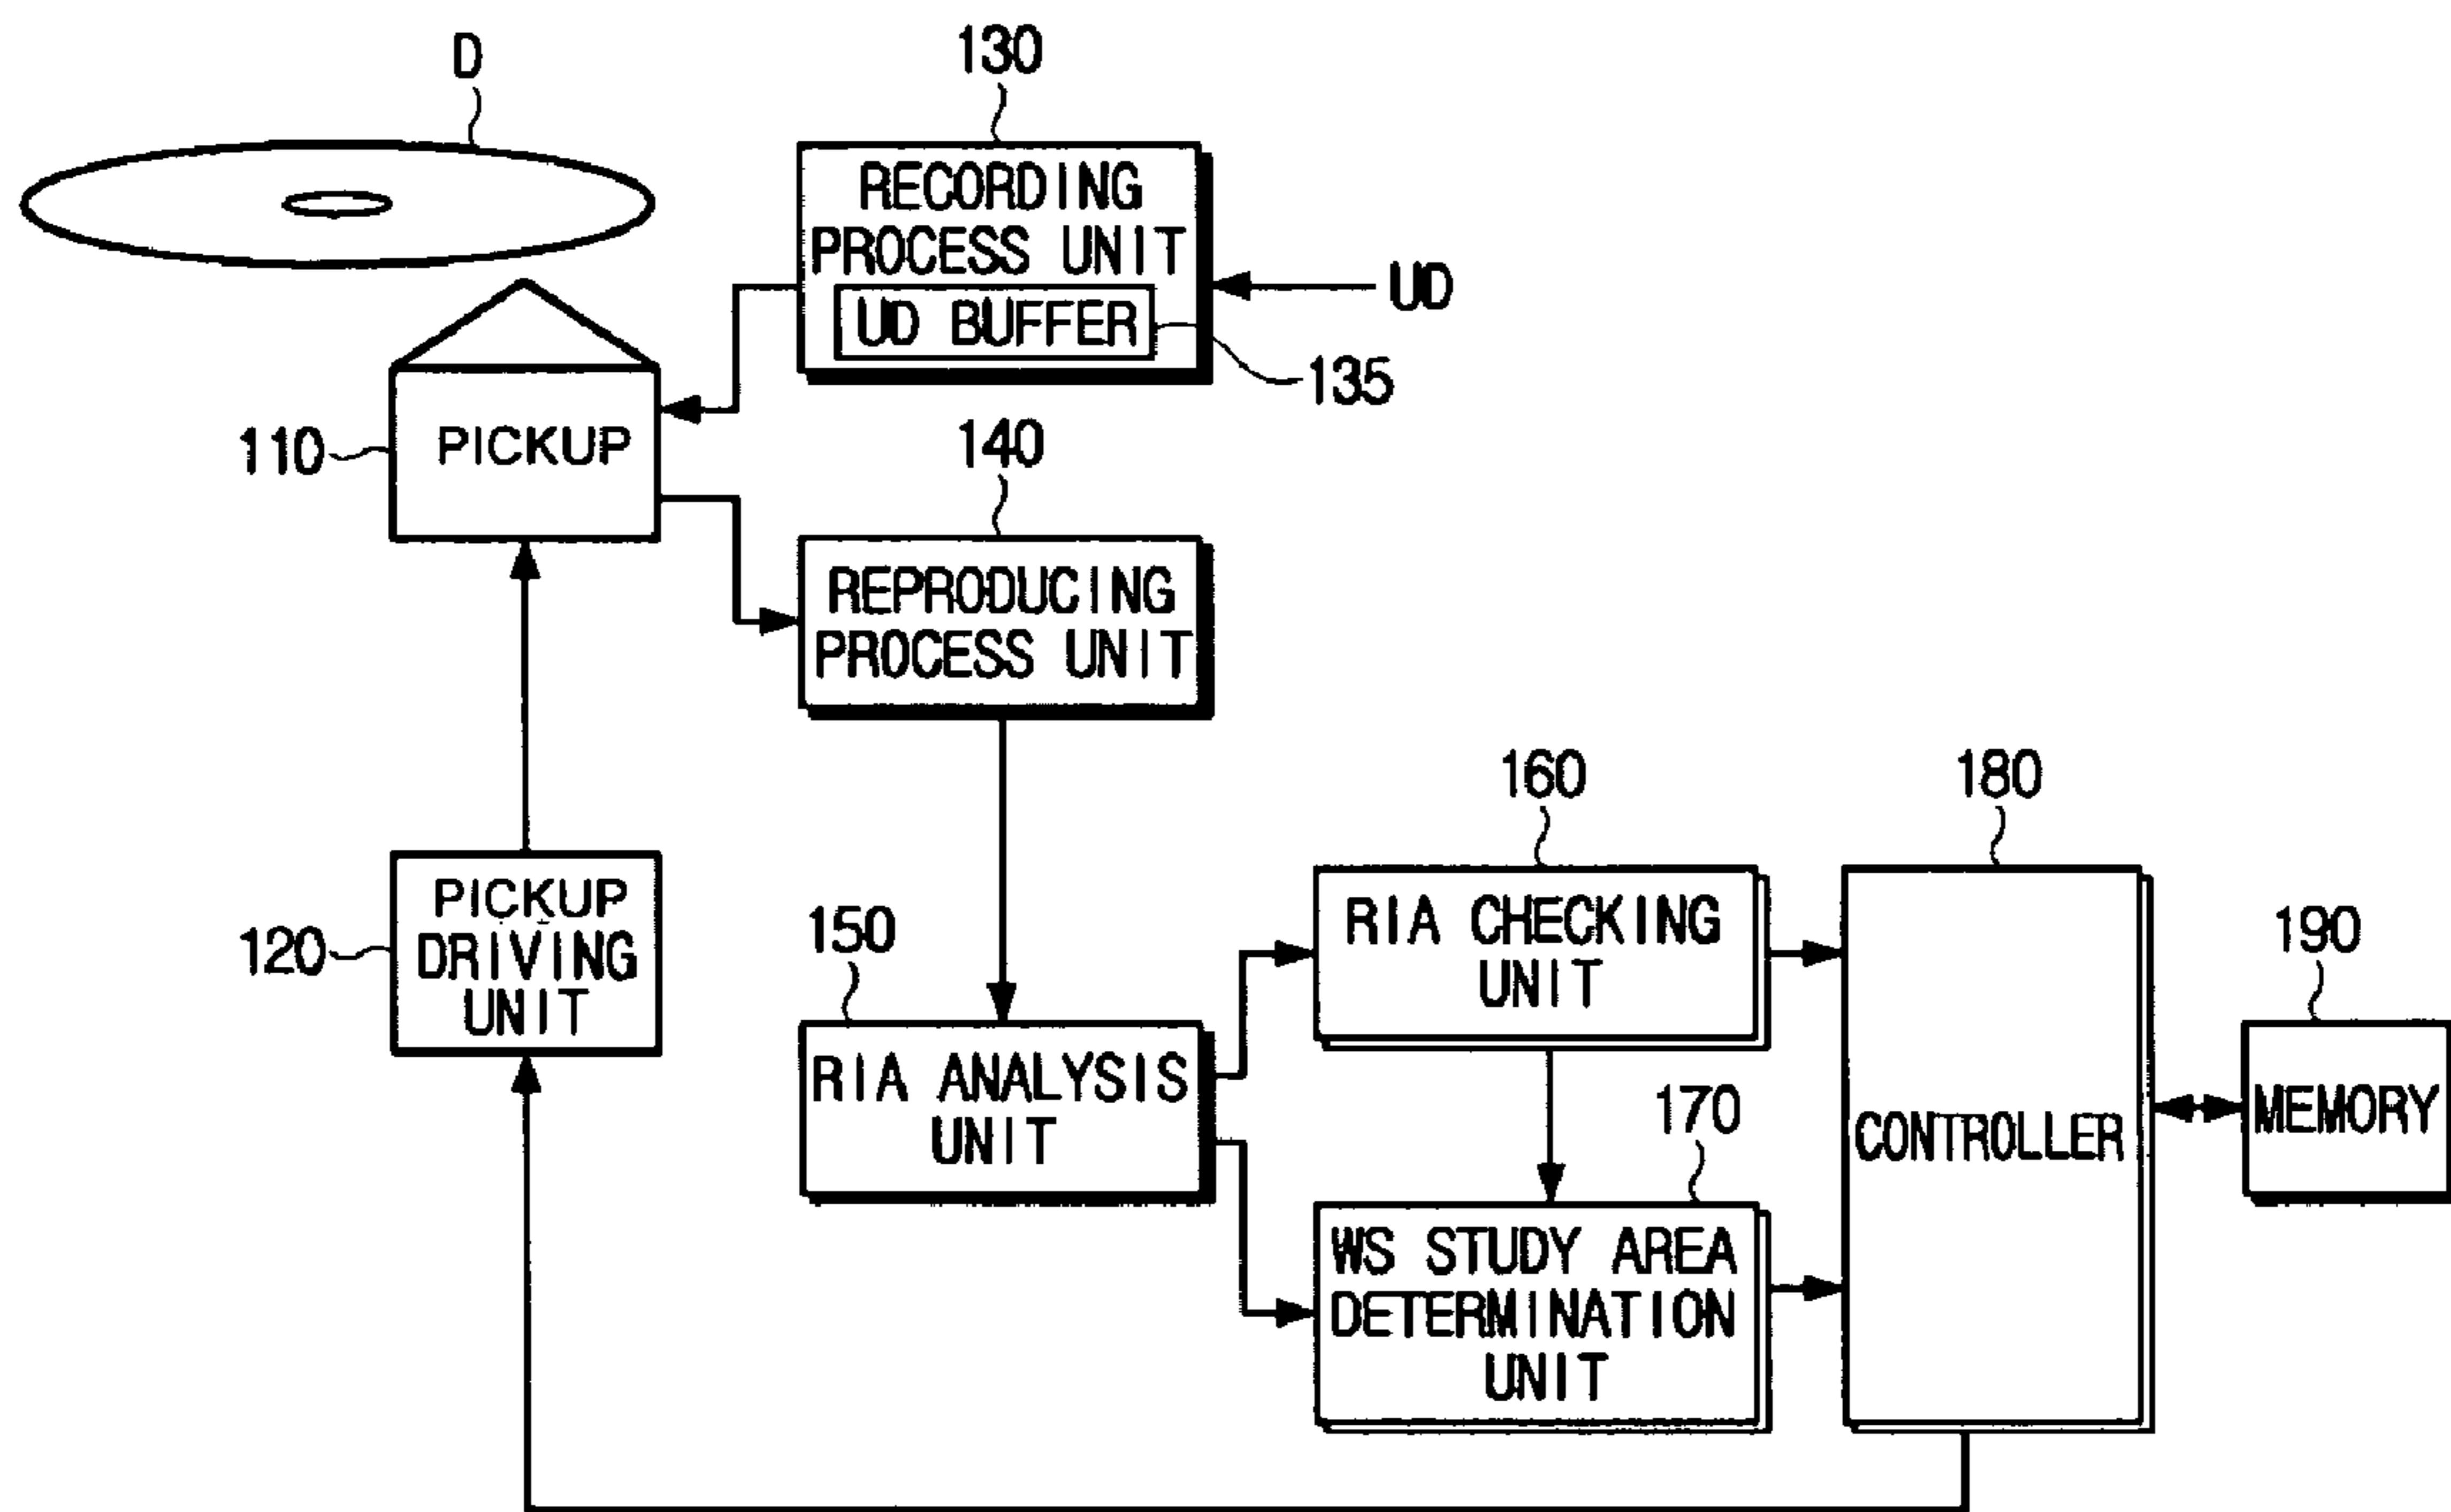 D
130
RECORDING
PROCESS UNIT
UD BUFFER
UD
135
110
PICKUP
140
REPRODUCING
PROCESS UNIT
160
180
120
PICKUP
DRIVING
UNIT
150
RIA CHECKING
UNIT
190
RIA ANALYSIS
UNIT
170
CONTROLLER
MEMORY
WS STUDY AREA
DETERMINATION
UNIT